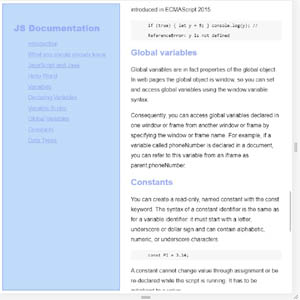 JS Documentation
Introduction
What you should already know
JavaScript and Java
Hello World
Variables
Declaring Variables
Variable Scope
Global Variables
Constants
Data Types
introduced in ECMAScript 2015
if (true) { let y = 5; } console.log(y); //
ReferenceError: y is not defined
Global variables
Global variables are in fact properties of the global object.
In web pages the global object is window, so you can set
and access global variables using the window.variable
syntax.
Consequently, you can access global variables declared in
one window or frame from another window or frame by
specifying the window or frame name. For example, if a
variable called phoneNumber is declared in a document,
you can refer to this variable from an iframe as
parent.phoneNumber.
Constants
You can create a read-only, named constant with the const
keyword. The syntax of a constant identifier is the same as
for a variable identifier: it must start with a letter,
underscore or dollar sign and can contain alphabetic,
numeric, or underscore characters.
const PI = 3.14;
A constant cannot change value through assignment or be
re-declared while the script is running. It has to be